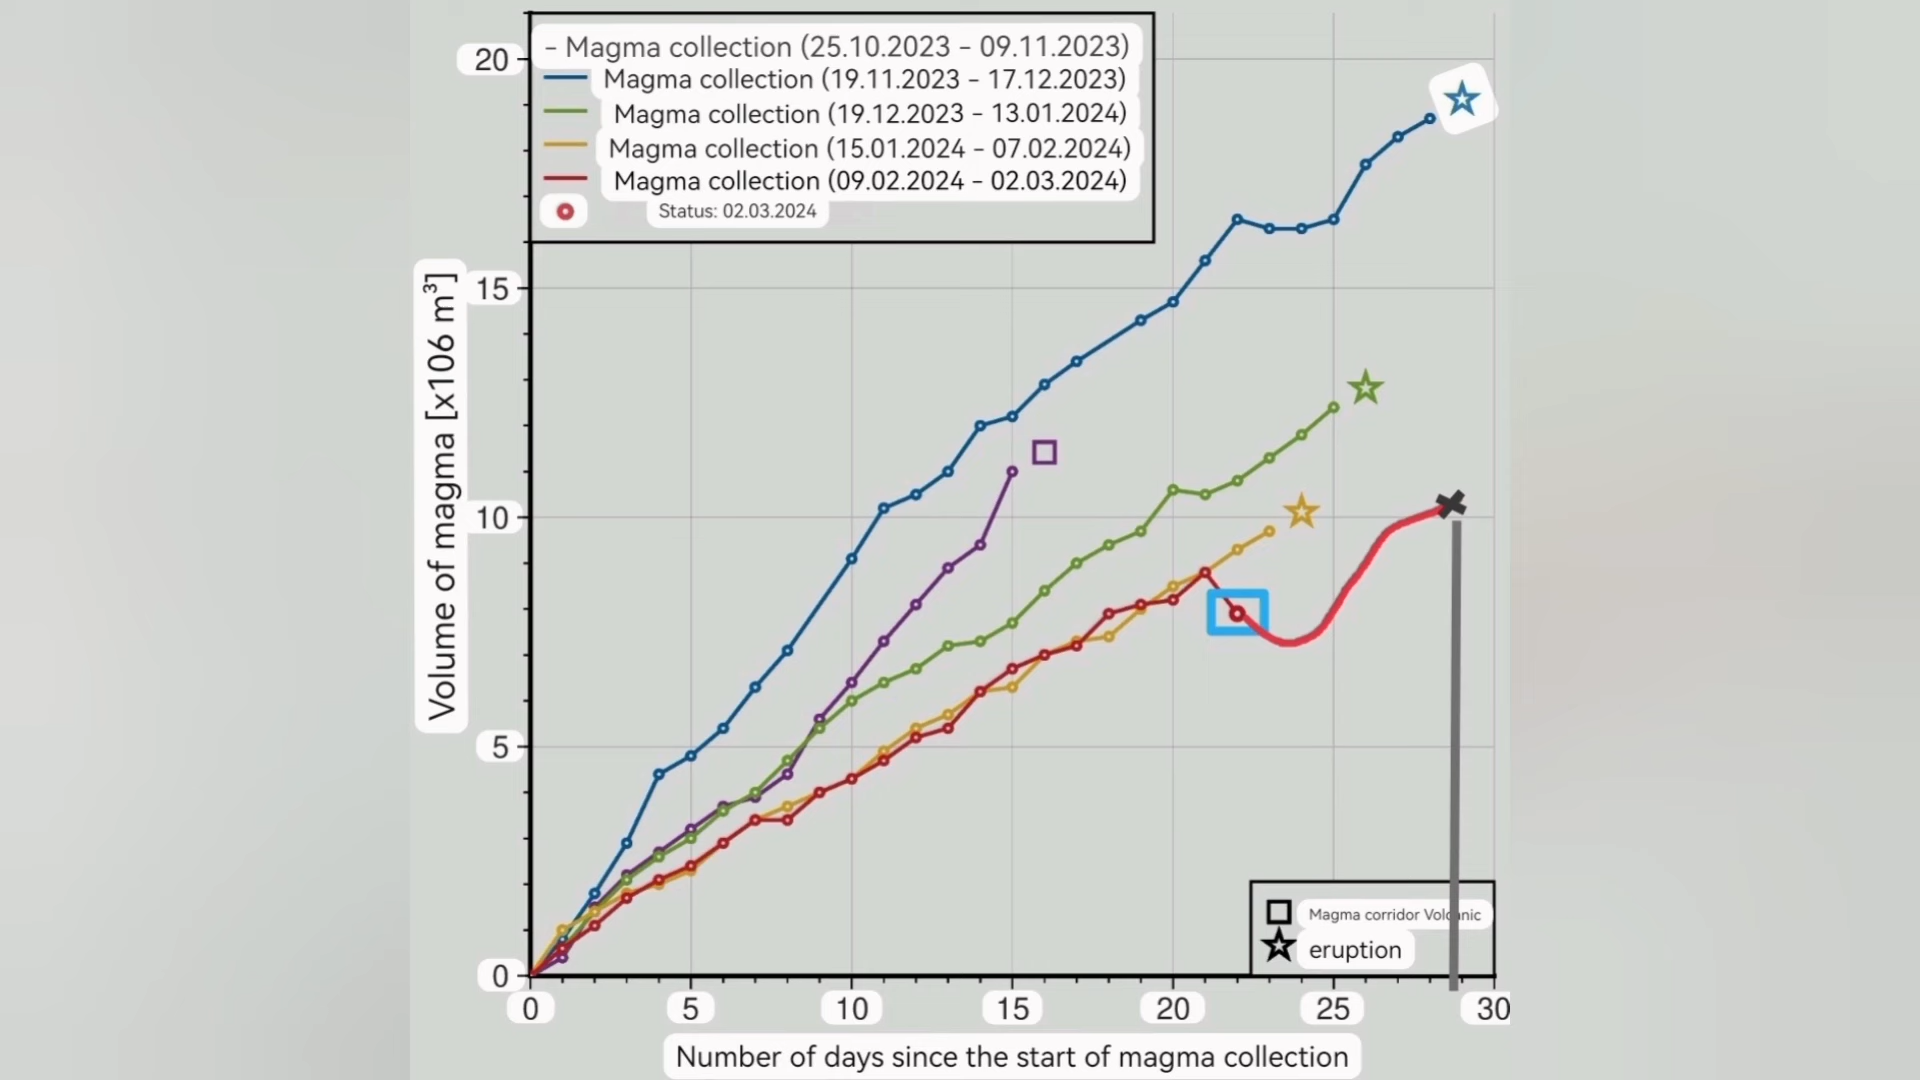 – Magma collection (25.10.2023 – 09.11.2023)
Magma collection (19.11.2023 – 17.12.2023)
Magma collection (19.12.2023 – 13.01.2024)
Magma collection (15.01.2024 – 07.02.2024)
Magma collection (09.02.2024 – 02.03.2024)
Status: 02.03.2024
Volume of magma [x106 m³]
20
15
10
5
0
Magma corridor Volcanic
eruption
0 5 10 15 20 25 30
Number of days since the start of magma collection